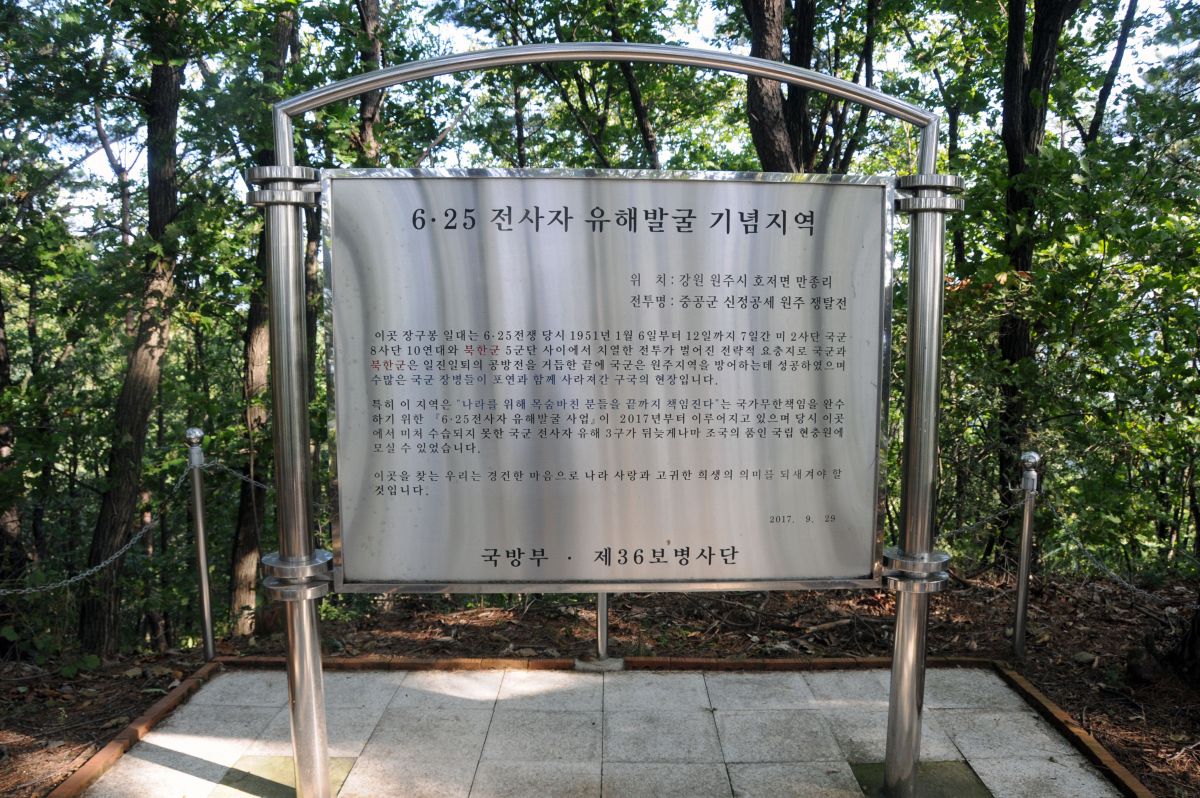 6·25 전사자 유해발굴 기념지역
위 치 : 강원 원주시 호저면 만종리
전투명 : 중공군 신정공세 원주 쟁탈전
이곳 장구봉 일대는 6·25전쟁 당시 1951년 1월 6일부터 12일까지 7일간 미 2사단 국군
8사단 10연대와 북한군 5군단 사이에서 치열한 전투가 벌어진 전략적 요충지로 국군과
북한군은 일진일퇴의 공방전을 거듭한 끝에 국군은 원주지역을 방어하는데 성공하였으며
수많은 국군 장병들이 포연과 함께 사라져간 구국의 현장입니다.
특히 이 지역은 "나라를 위해 목숨바친 분들을 끝까지 책임진다"는 국가무한책임을 완수
하기 위한 『6·25전사자 유해발굴 사업』이 2017년부터 이루어지고 있으며 당시 이곳
에서 미처 수습되지 못한 국군 전사자 유해 3구가 뒤늦게나마 조국의 품인 국립 현충원에
모실 수 있었습니다.
이곳을 찾는 우리는 경건한 마음으로 나라 사랑과 고귀한 희생의 의미를 되새겨야 할
것입니다.
2017. 9. 29
국방부 · 제36보병사단